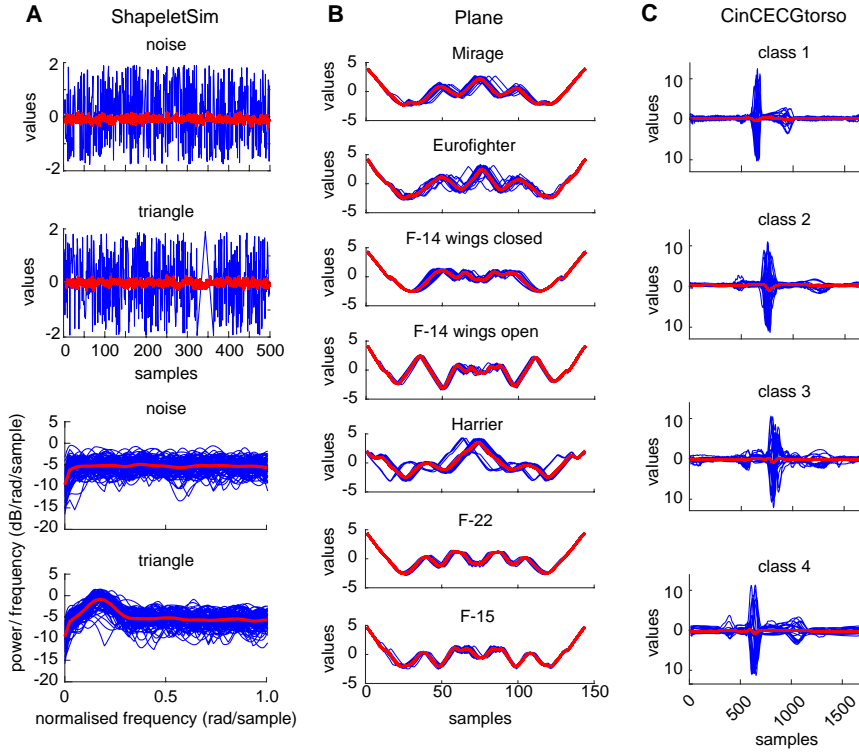 A
ShapeletSim
noise
2
0
-2
values
triangle
2
0
2
values
0 100 200 300 400 500
samples
noise
5
0
-5
-10
-15
-20
triangle
5
0
-5
-10
-15
-20
power/ frequency (dB/rad/sample)
0 0.5 1.0
normalised frequency (rad/sample)
B
Plane
Mirage
5
0
-5
values
Eurofighter
5
0
-5
values
F-14 wings closed
5
0
-5
values
F-14 wings open
5
0
-5
values
Harrier
5
0
-5
values
F-22
5
0
-5
values
F-15
5
0
-5
values
0 50 100 150
samples
C
CinCECGtorso
class 1
10
0
10
values
class 2
10
0
10
values
class 3
10
0
10
values
class 4
10
0
10
values
0 500 1000 1500
samples